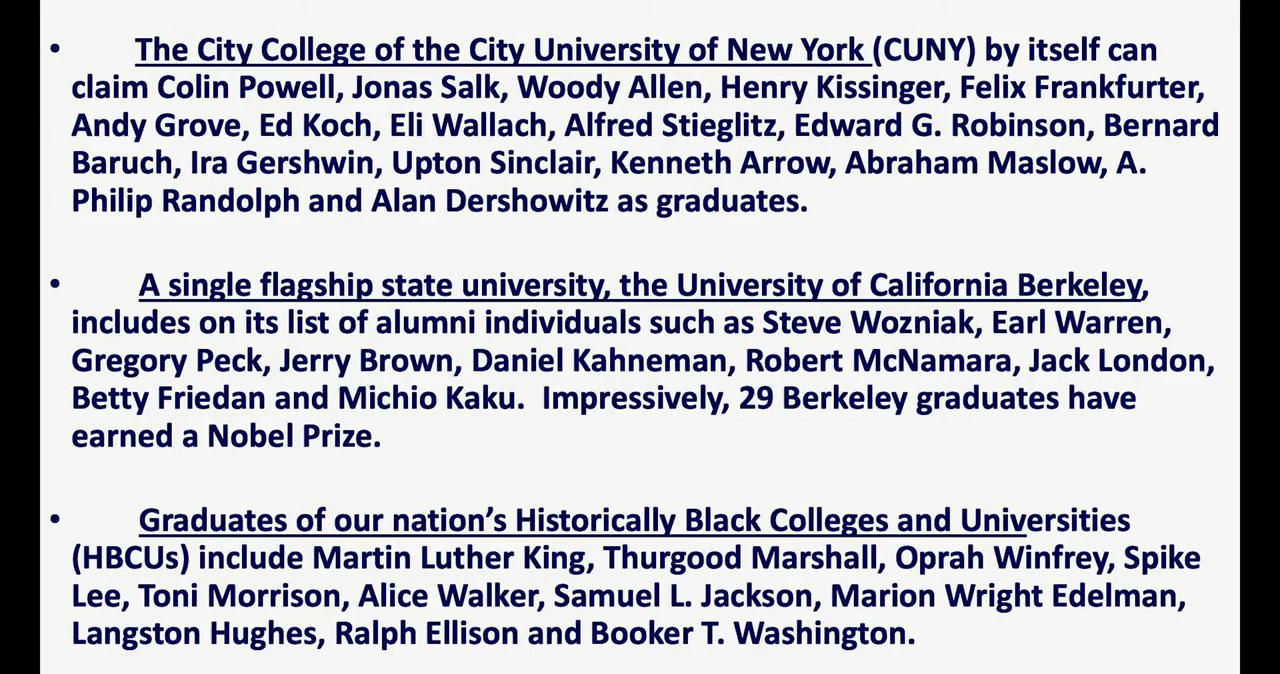 • The City College of the City University of New York (CUNY) by itself can
claim Colin Powell, Jonas Salk, Woody Allen, Henry Kissinger, Felix Frankfurter,
Andy Grove, Ed Koch, Eli Wallach, Alfred Stieglitz, Edward G. Robinson, Bernard
Baruch, Ira Gershwin, Upton Sinclair, Kenneth Arrow, Abraham Maslow, A.
Philip Randolph and Alan Dershowitz as graduates.
• A single flagship state university, the University of California Berkeley,
includes on its list of alumni individuals such as Steve Wozniak, Earl Warren,
Gregory Peck, Jerry Brown, Daniel Kahneman, Robert McNamara, Jack London,
Betty Friedan and Michio Kaku.  Impressively, 29 Berkeley graduates have
earned a Nobel Prize.
• Graduates of our nation’s Historically Black Colleges and Universities
(HBCUs) include Martin Luther King, Thurgood Marshall, Oprah Winfrey, Spike
Lee, Toni Morrison, Alice Walker, Samuel L. Jackson, Marion Wright Edelman,
Langston Hughes, Ralph Ellison and Booker T. Washington.